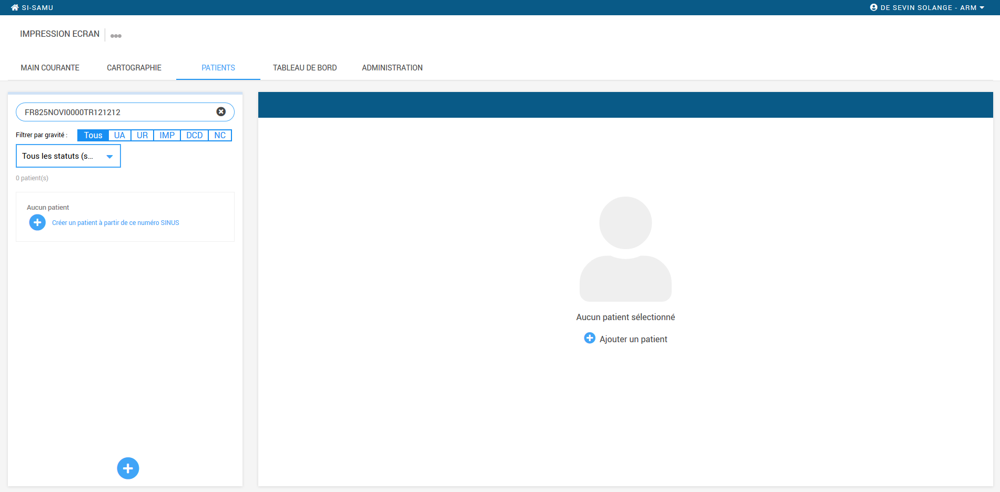 SI-SAMU
DE SEVIN SOLANGE - ARM
IMPRESSION ECRAN
MAIN COURANTE
CARTOGRAPHIE
PATIENTS
TABLEAU DE BORD
ADMINISTRATION
FR825NOVI0000TR121212
Filtrer par gravité :
Tous
UA
UR
IMP
DCD
NC
Tous les statuts (s...
0 patient(s)
Aucun patient
Créer un patient à partir de ce numéro SINUS
Aucun patient sélectionné
Ajouter un patient